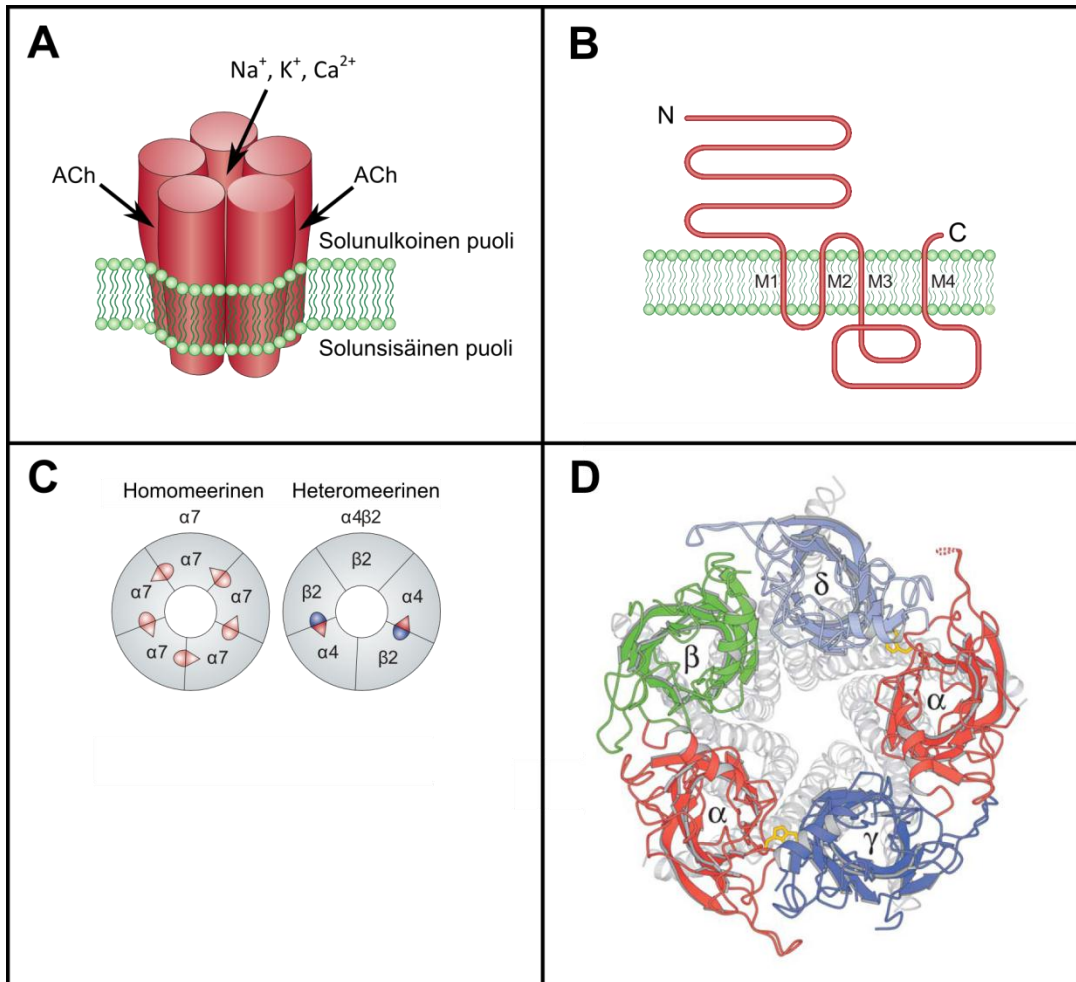 A
Na⁺, K⁺, Ca²⁺
ACh
ACh
Solunulkoinen puoli
Solunsisäinen puoli
B
N
C
M1
M2
M3
M4
C
Homomeerinen
α7
α7
α7
α7
α7
α7
Heteromeerinen
α4β2
β2
β2
α4
α4
β2
D
δ
β
α
α
γ